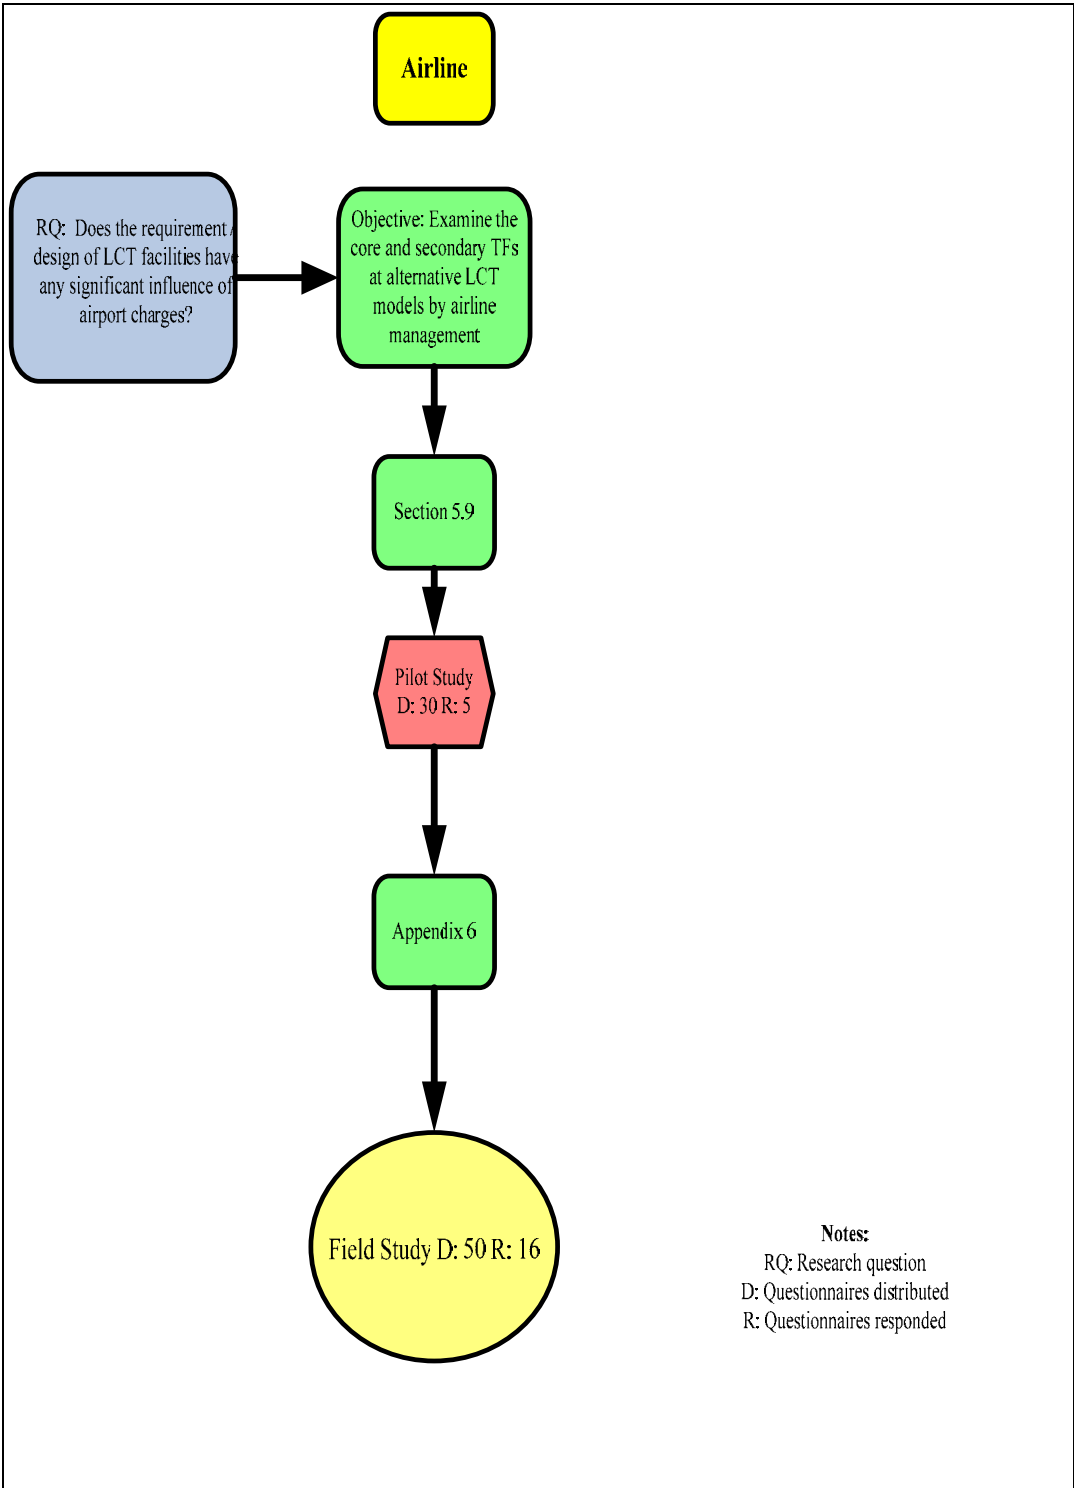 Airline
RQ: Does the requirement /
design of LCT facilities have
any significant influence of
airport charges?
Objective: Examine the
core and secondary TFs
at alternative LCT
models by airline
management
Section 5.9
Pilot Study
D: 30 R: 5
Appendix 6
Field Study D: 50 R: 16
Notes:
RQ: Research question
D: Questionnaires distributed
R: Questionnaires responded